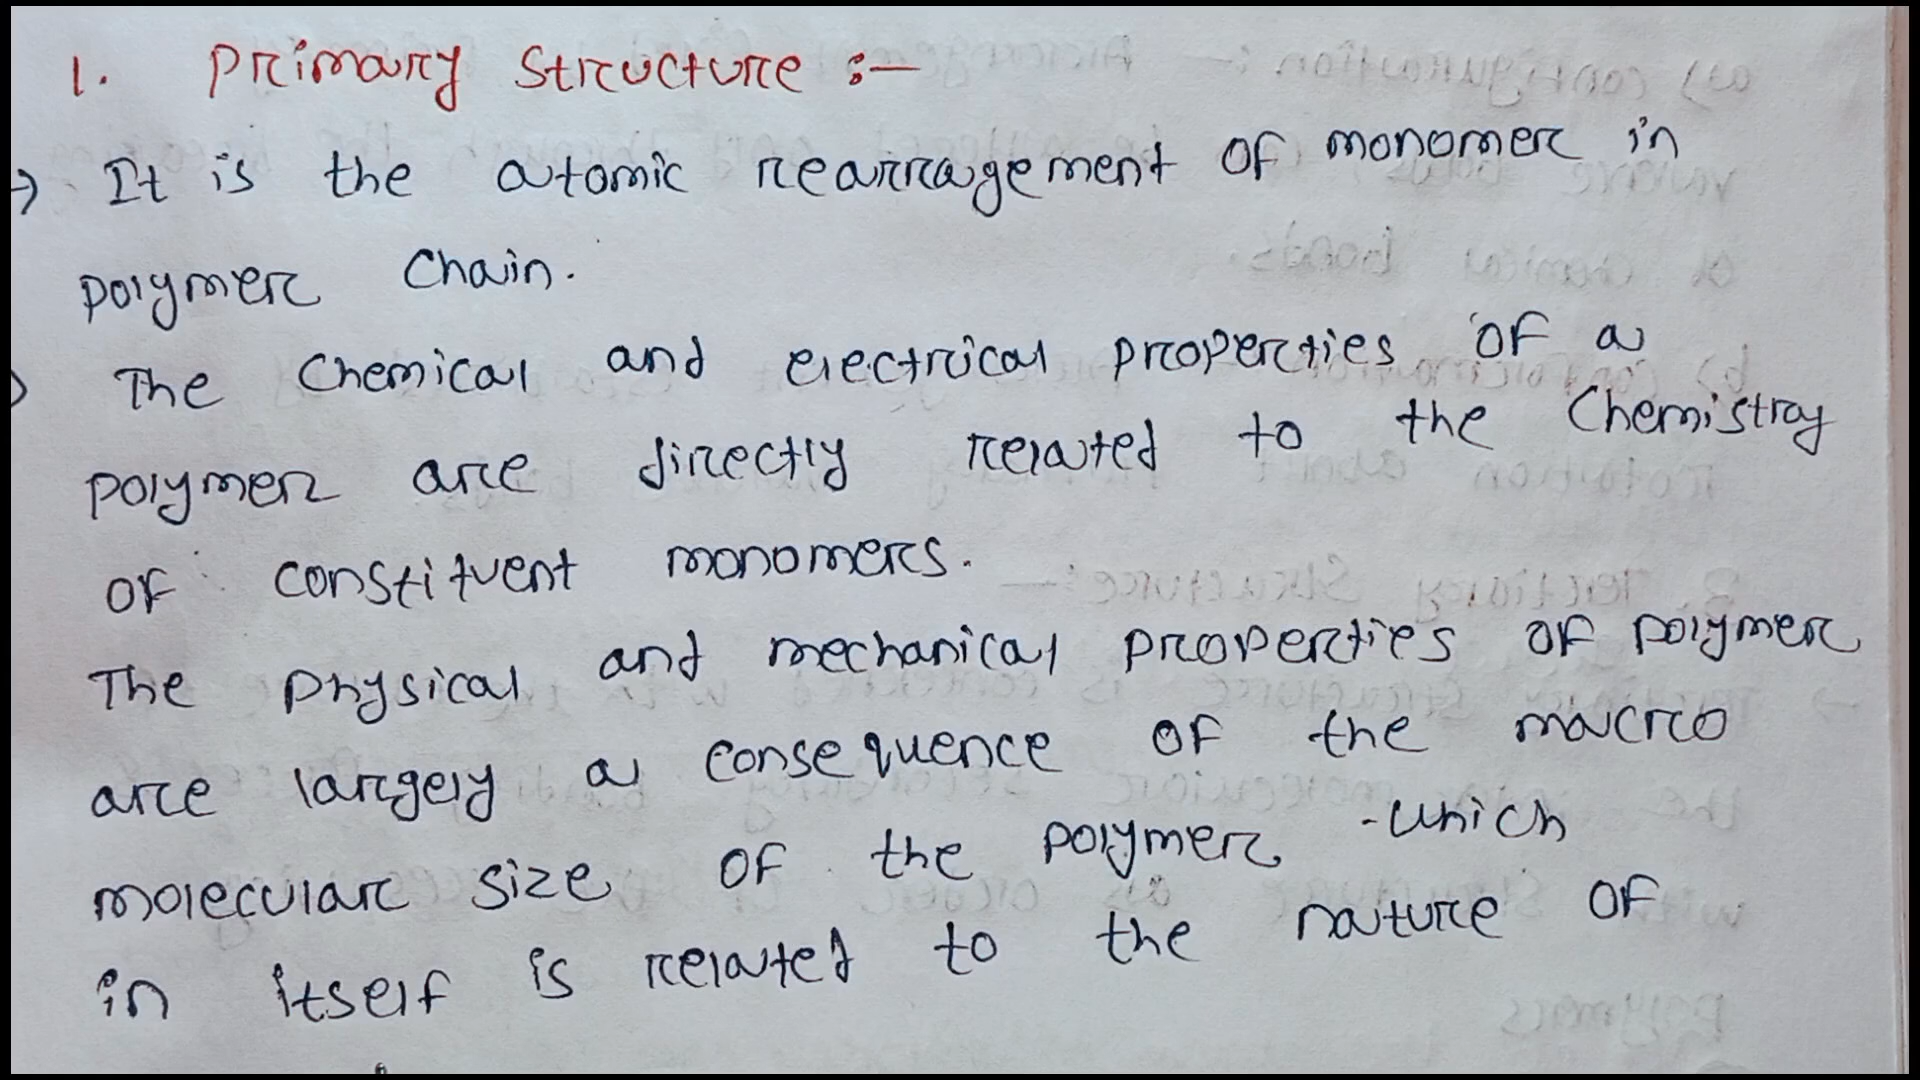 1. Primary Structure :-
→ It is the atomic rearragement of monomer in
polymer chain.
The Chemical and electrical properties of a
polymer are directly related to the Chemistray
of constituent monomers.
The physical and mechanical properties of polymer
are largely a consequence of the macro
molecular size of the polymer -which
in itself is related to the nature of